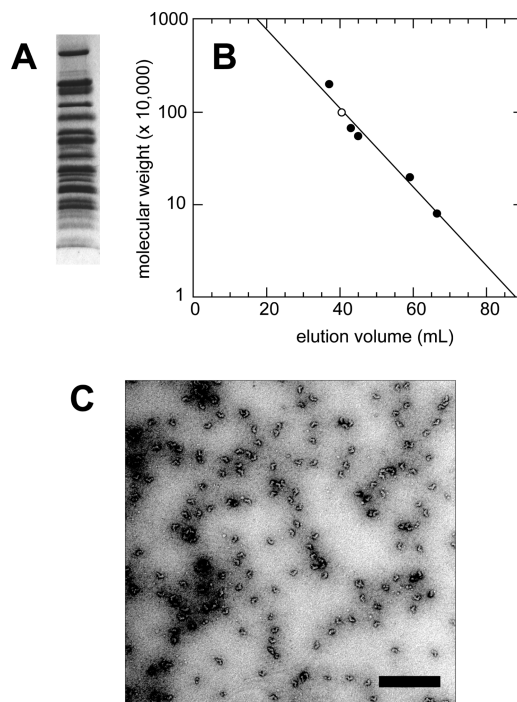 A
B
1000
100
10
1
molecular weight (x 10,000)
0 20 40 60 80
elution volume (mL)
C